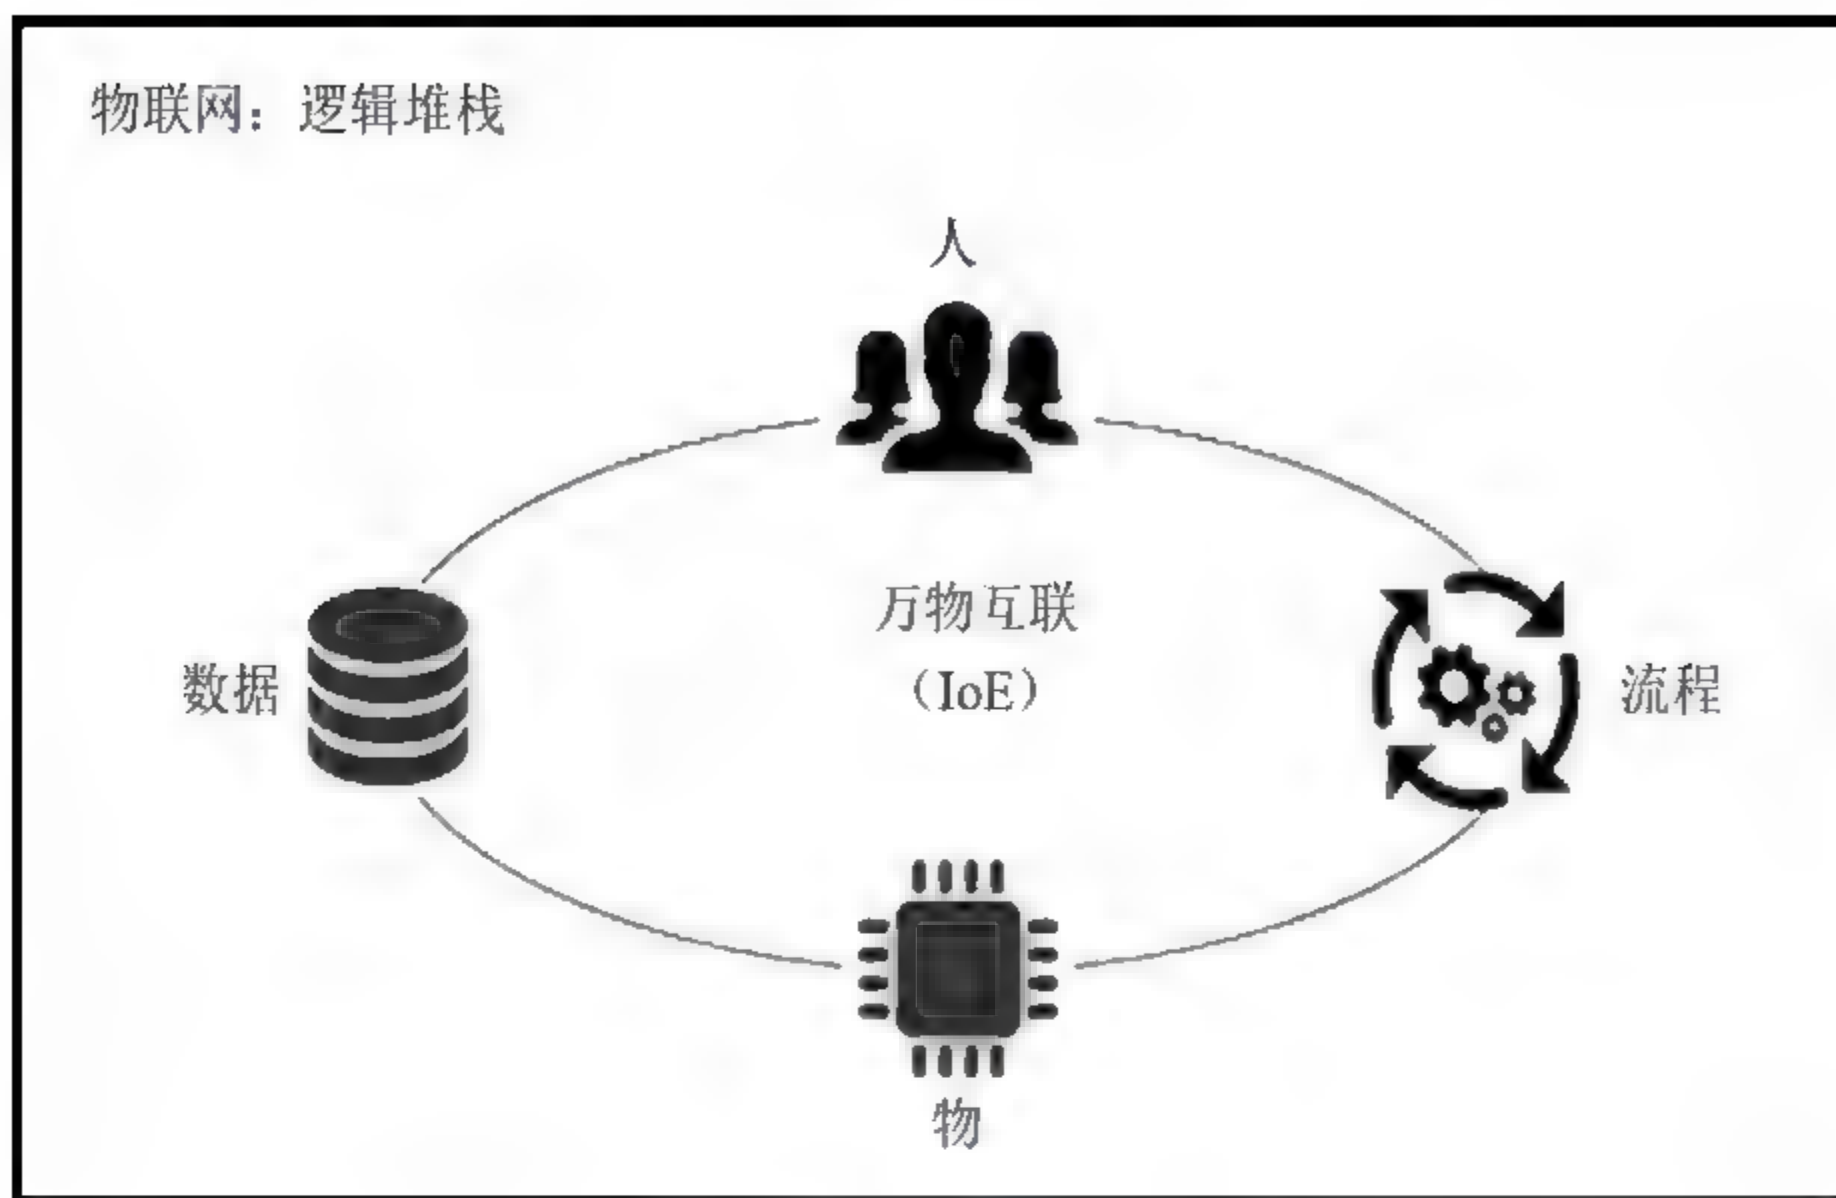 物联网：逻辑堆栈
人
万物互联
（IoE）
数据
流程
物